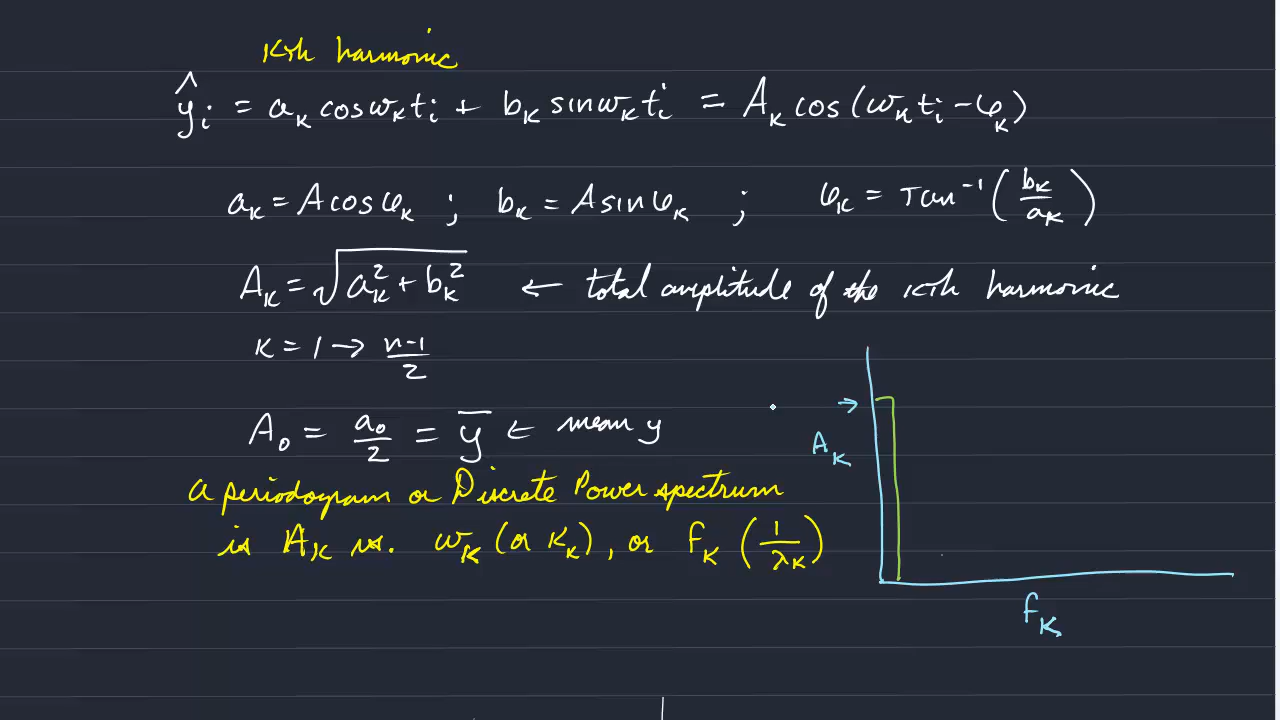 Kth harmonic
ŷᵢ = aₖ cos ωₖtᵢ + bₖ sin ωₖtᵢ = Aₖ cos(ωₖtᵢ - φₖ)
aₖ = A cos φₖ ; bₖ = A sin φₖ ; φₖ = Tan⁻¹(bₖ/aₖ)
Aₖ = √(aₖ² + bₖ²) ← total amplitude of the Kth harmonic
K = 1 → (n-1)/2
A₀ = a₀/2 = ȳ ← mean y
a periodogram or Discrete Power spectrum
is Aₖ vs. ωₖ (or Kₖ), or fₖ (1/λₖ)
→
Aₖ
fₖ